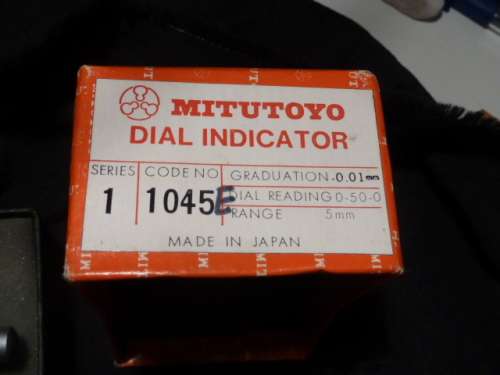 MITUTOYO
DIAL INDICATOR
SERIES CODE NO GRADUATION 0.01mm
1 1045E DIAL READING 0-50-0
RANGE 5mm
MADE IN JAPAN